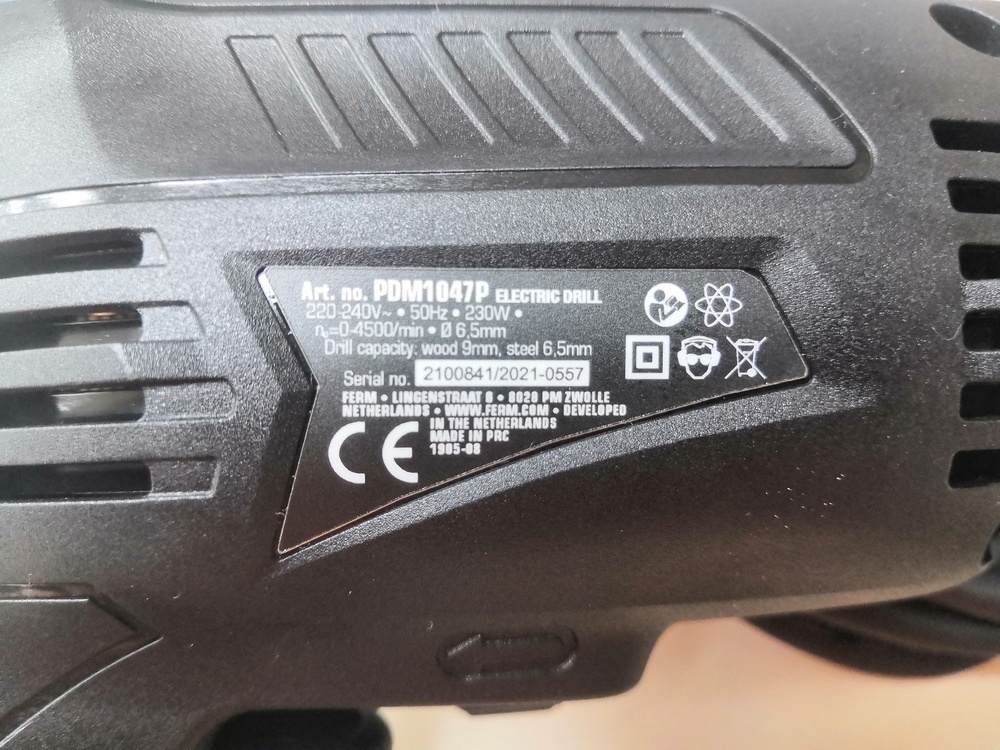 Art. no. PDM1047P ELECTRIC DRILL
220-240V~ • 50Hz • 230W •
n₀=0-4500/min • Ø 6,5mm
Drill capacity: wood 9mm, steel 6,5mm
Serial no. 2100841/2021-0557
FERM • LINGENSTRAAT 6 • 8028 PM ZWOLLE
NETHERLANDS • WWW.FERM.COM • DEVELOPED
IN THE NETHERLANDS
MADE IN PRC
1905-08
CE